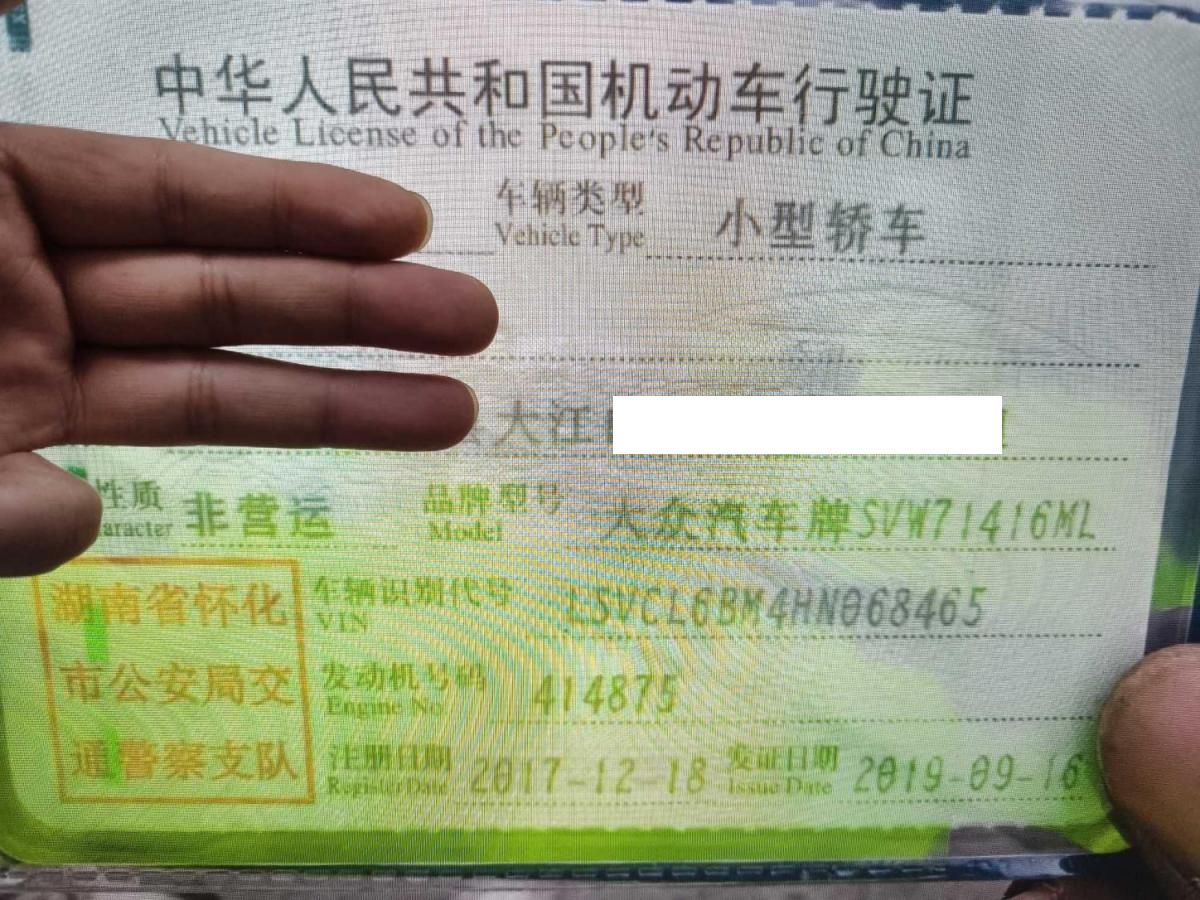 中华人民共和国机动车行驶证
Vehicle License of the People's Republic of China
车辆类型 小型轿车
Vehicle Type
大江
性质 非营运 品牌型号 大众汽车牌SVW71416ML
aracter Model
湖南省怀化 车辆识别代号 LSVCL6BM4HN068465
VIN
市公安局交 发动机号码 414875
Engine No.
通警察支队 注册日期 2017-12-18 发证日期 2019-09-16
Register Date Issue Date